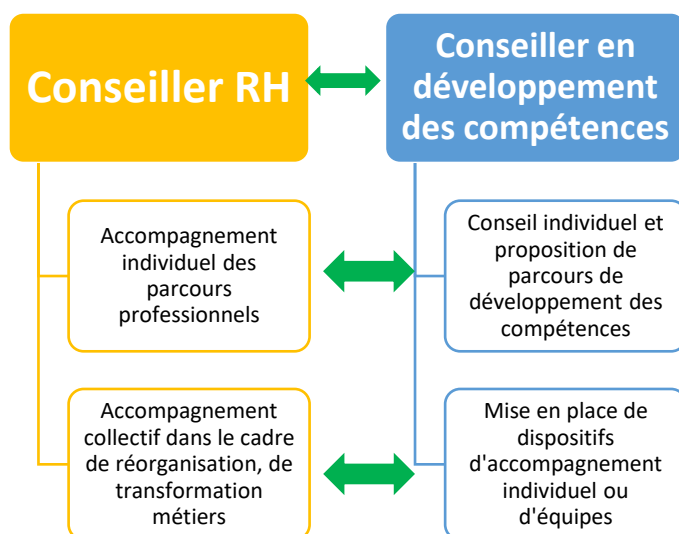 Conseiller RH
Conseiller en
développement
des compétences
Accompagnement
individuel des
parcours
professionnels
Conseil individuel et
proposition de
parcours de
développement des
compétences
Accompagnement
collectif dans le cadre
de réorganisation, de
transformation
métiers
Mise en place de
dispositifs
d'accompagnement
individuel ou
d'équipes